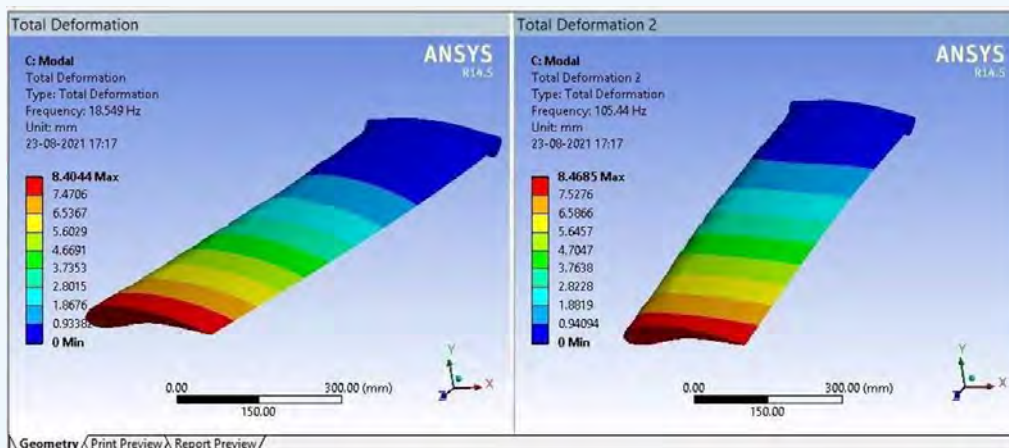 Total Deformation
C: Modal
Total Deformation
Type: Total Deformation
Frequency: 18.549 Hz
Unit: mm
23-08-2021 17:17
ANSYS
R14.5
8.4044 Max
7.4706
6.5367
5.6029
4.6691
3.7353
2.8015
1.8676
0.93382
0 Min
0.00
300.00 (mm)
150.00
Y
X
Z
Total Deformation 2
C: Modal
Total Deformation 2
Type: Total Deformation
Frequency: 105.44 Hz
Unit: mm
23-08-2021 17:17
ANSYS
R14.5
8.4685 Max
7.5276
6.5866
5.6457
4.7047
3.7638
2.8228
1.8819
0.94094
0 Min
0.00
300.00 (mm)
150.00
Y
X
Z
Geometry / Print Preview / Report Preview /